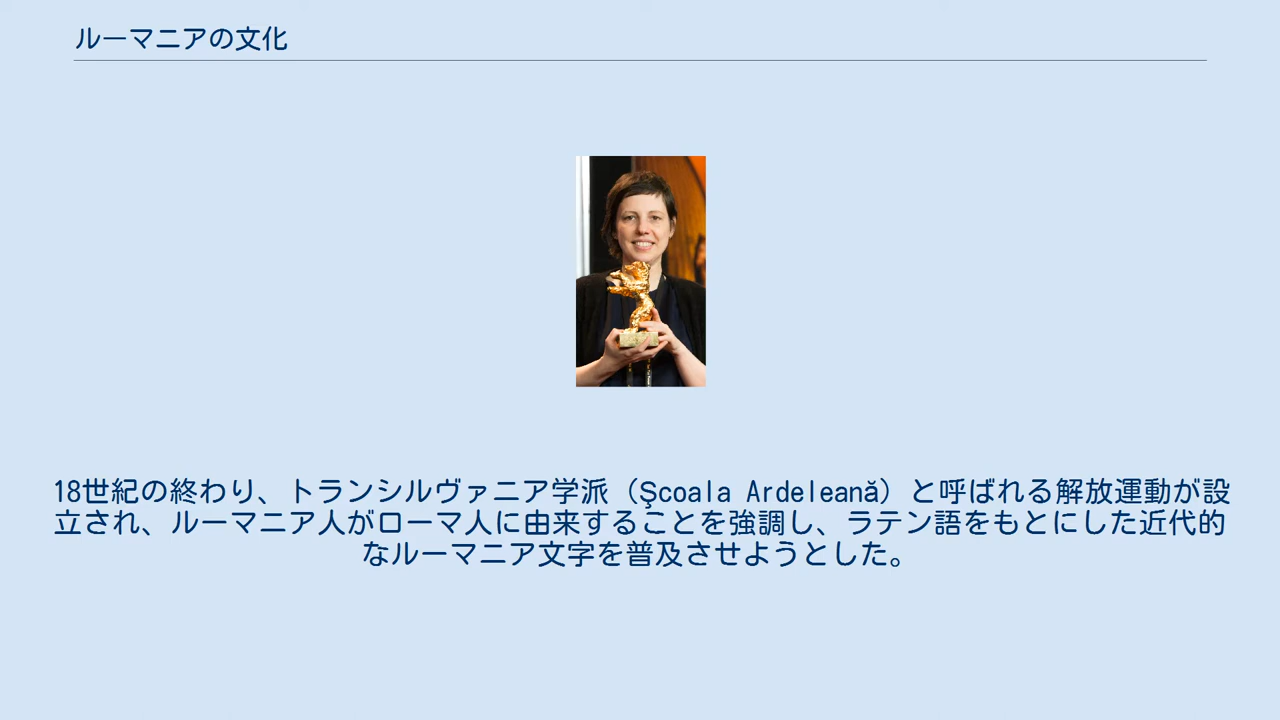 ルーマニアの文化
18世紀の終わり、トランシルヴァニア学派（Şcoala Ardeleană）と呼ばれる解放運動が設
立され、ルーマニア人がローマ人に由来することを強調し、ラテン語をもとにした近代的
なルーマニア文字を普及させようとした。